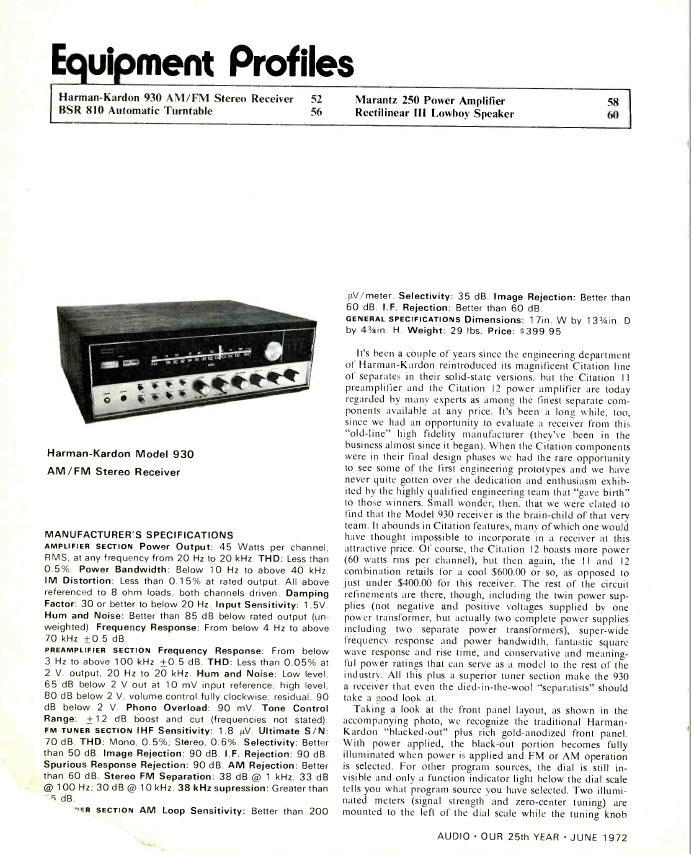 Equipment Profiles
Harman-Kardon 930 AM/FM Stereo Receiver 52
BSR 810 Automatic Turntable 56
Marantz 250 Power Amplifier 58
Rectilinear III Lowboy Speaker 60
Harman-Kardon Model 930
AM/FM Stereo Receiver
MANUFACTURER'S SPECIFICATIONS
AMPLIFIER SECTION Power Output: 45 Watts per channel,
RMS, at any frequency from 20 Hz to 20 kHz. THD: Less than
0.5%. Power Bandwidth: Below 10 Hz to above 40 kHz.
IM Distortion: Less than 0.15% at rated output. All above
referenced to 8 ohm loads, both channels driven. Damping
Factor: 30 or better to below 20 Hz. Input Sensitivity: 1.5V.
Hum and Noise: Better than 85 dB below rated output (un-
weighted). Frequency Response: From below 4 Hz to above
70 kHz ±0.5 dB.
PREAMPLIFIER SECTION Frequency Response: From below
3 Hz to above 100 kHz ±0.5 dB. THD: Less than 0.05% at
2 V. output, 20 Hz to 20 kHz. Hum and Noise: Low level,
65 dB below 2 V out at 10 mV input reference; high level,
80 dB below 2 V, volume control fully clockwise; residual, 90
dB below 2 V. Phono Overload: 90 mV. Tone Control
Range: ±12 dB boost and cut (frequencies not stated).
FM TUNER SECTION IHF Sensitivity: 1.8 µV. Ultimate S/N:
70 dB. THD: Mono, 0.5%; Stereo, 0.6%. Selectivity: Better
than 50 dB. Image Rejection: 90 dB. I.F. Rejection: 90 dB.
Spurious Response Rejection: 90 dB. AM Rejection: Better
than 60 dB. Stereo FM Separation: 38 dB @ 1 kHz; 33 dB
@ 100 Hz; 30 dB @ 10 kHz. 38 kHz supression: Greater than
5 dB.
SECTION AM Loop Sensitivity: Better than 200
µV/meter. Selectivity: 35 dB. Image Rejection: Better than
60 dB. I.F. Rejection: Better than 60 dB.
GENERAL SPECIFICATIONS Dimensions: 17in. W by 13¾in. D
by 4¾in. H. Weight: 29 lbs. Price: $399.95
It's been a couple of years since the engineering department
of Harman-Kardon reintroduced its magnificent Citation line
of separates in their solid-state versions, but the Citation 11
preamplifier and the Citation 12 power amplifier are today
regarded by many experts as among the finest separate com-
ponents available at any price. It's been a long while, too,
since we had an opportunity to evaluate a receiver from this
"old-line" high fidelity manufacturer (they've been in the
business almost since it began). When the Citation components
were in their final design phases we had the rare opportunity
to see some of the first engineering prototypes and we have
never quite gotten over the dedication and enthusiasm exhib-
ited by the highly qualified engineering team that "gave birth"
to those winners. Small wonder, then, that we were elated to
find that the Model 930 receiver is the brain-child of that very
team. It abounds in Citation features, many of which one would
have thought impossible to incorporate in a receiver at this
attractive price. Of course, the Citation 12 boasts more power
(60 watts rms per channel), but then again, the 11 and 12
combination retails for a cool $600.00 or so, as opposed to
just under $400.00 for this receiver. The rest of the circuit
refinements are there, though, including the twin power sup-
plies (not negative and positive voltages supplied by one
power transformer, but actually two complete power supplies
including two separate power transformers), super-wide
frequency response and power bandwidth, fantastic square
wave response and rise time, and conservative and meaning-
ful power ratings that can serve as a model to the rest of the
industry. All this plus a superior tuner section make the 930
a receiver that even the died-in-the-wool "separatists" should
take a good look at.
Taking a look at the front panel layout, as shown in the
accompanying photo, we recognize the traditional Harman-
Kardon "blacked-out" plus rich gold-anodized front panel.
With power applied, the black-out portion becomes fully
illuminated when power is applied and FM or AM operation
is selected. For other program sources, the dial is still in-
visible and only a function indicator light below the dial scale
tells you what program source you have selected. Two illumi-
nated meters (signal strength and zero-center tuning) are
mounted to the left of the dial scale while the tuning knob
AUDIO · OUR 25th YEAR · JUNE 1972